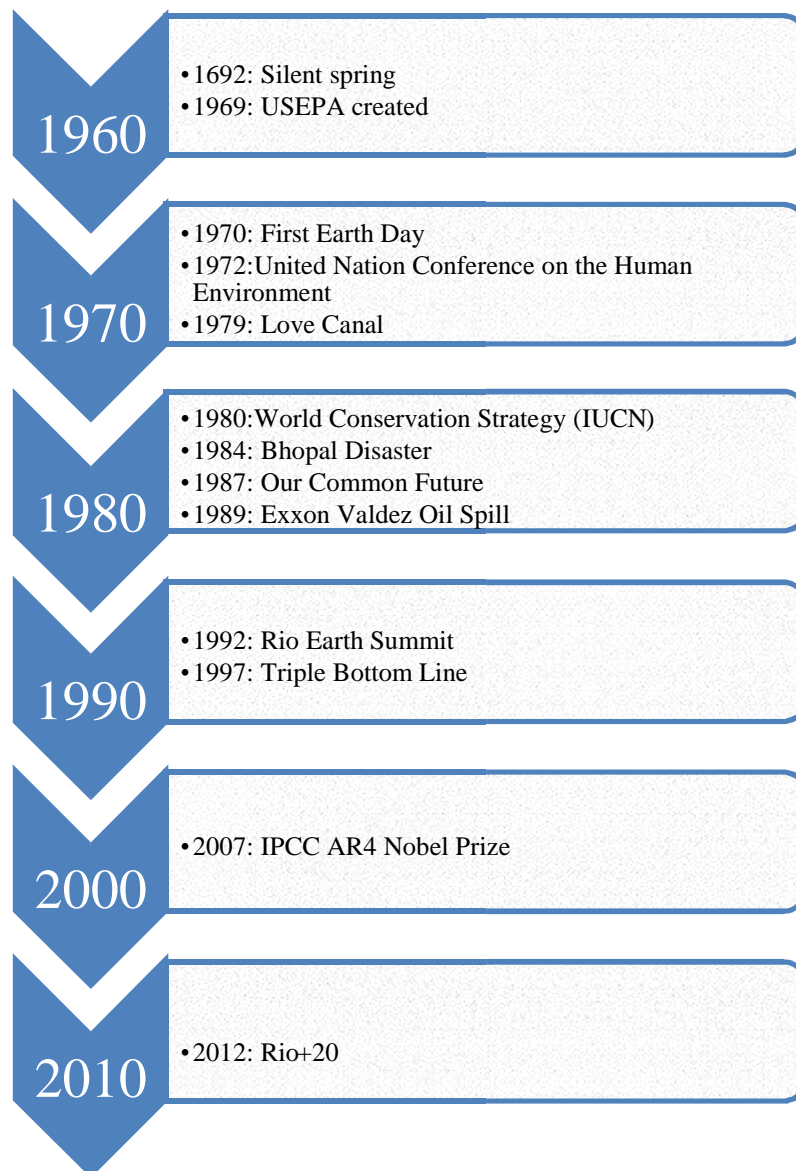 1960
•1692: Silent spring
•1969: USEPA created
1970
•1970: First Earth Day
•1972:United Nation Conference on the Human
Environment
•1979: Love Canal
1980
•1980:World Conservation Strategy (IUCN)
•1984: Bhopal Disaster
•1987: Our Common Future
•1989: Exxon Valdez Oil Spill
1990
•1992: Rio Earth Summit
•1997: Triple Bottom Line
2000
•2007: IPCC AR4 Nobel Prize
2010
•2012: Rio+20